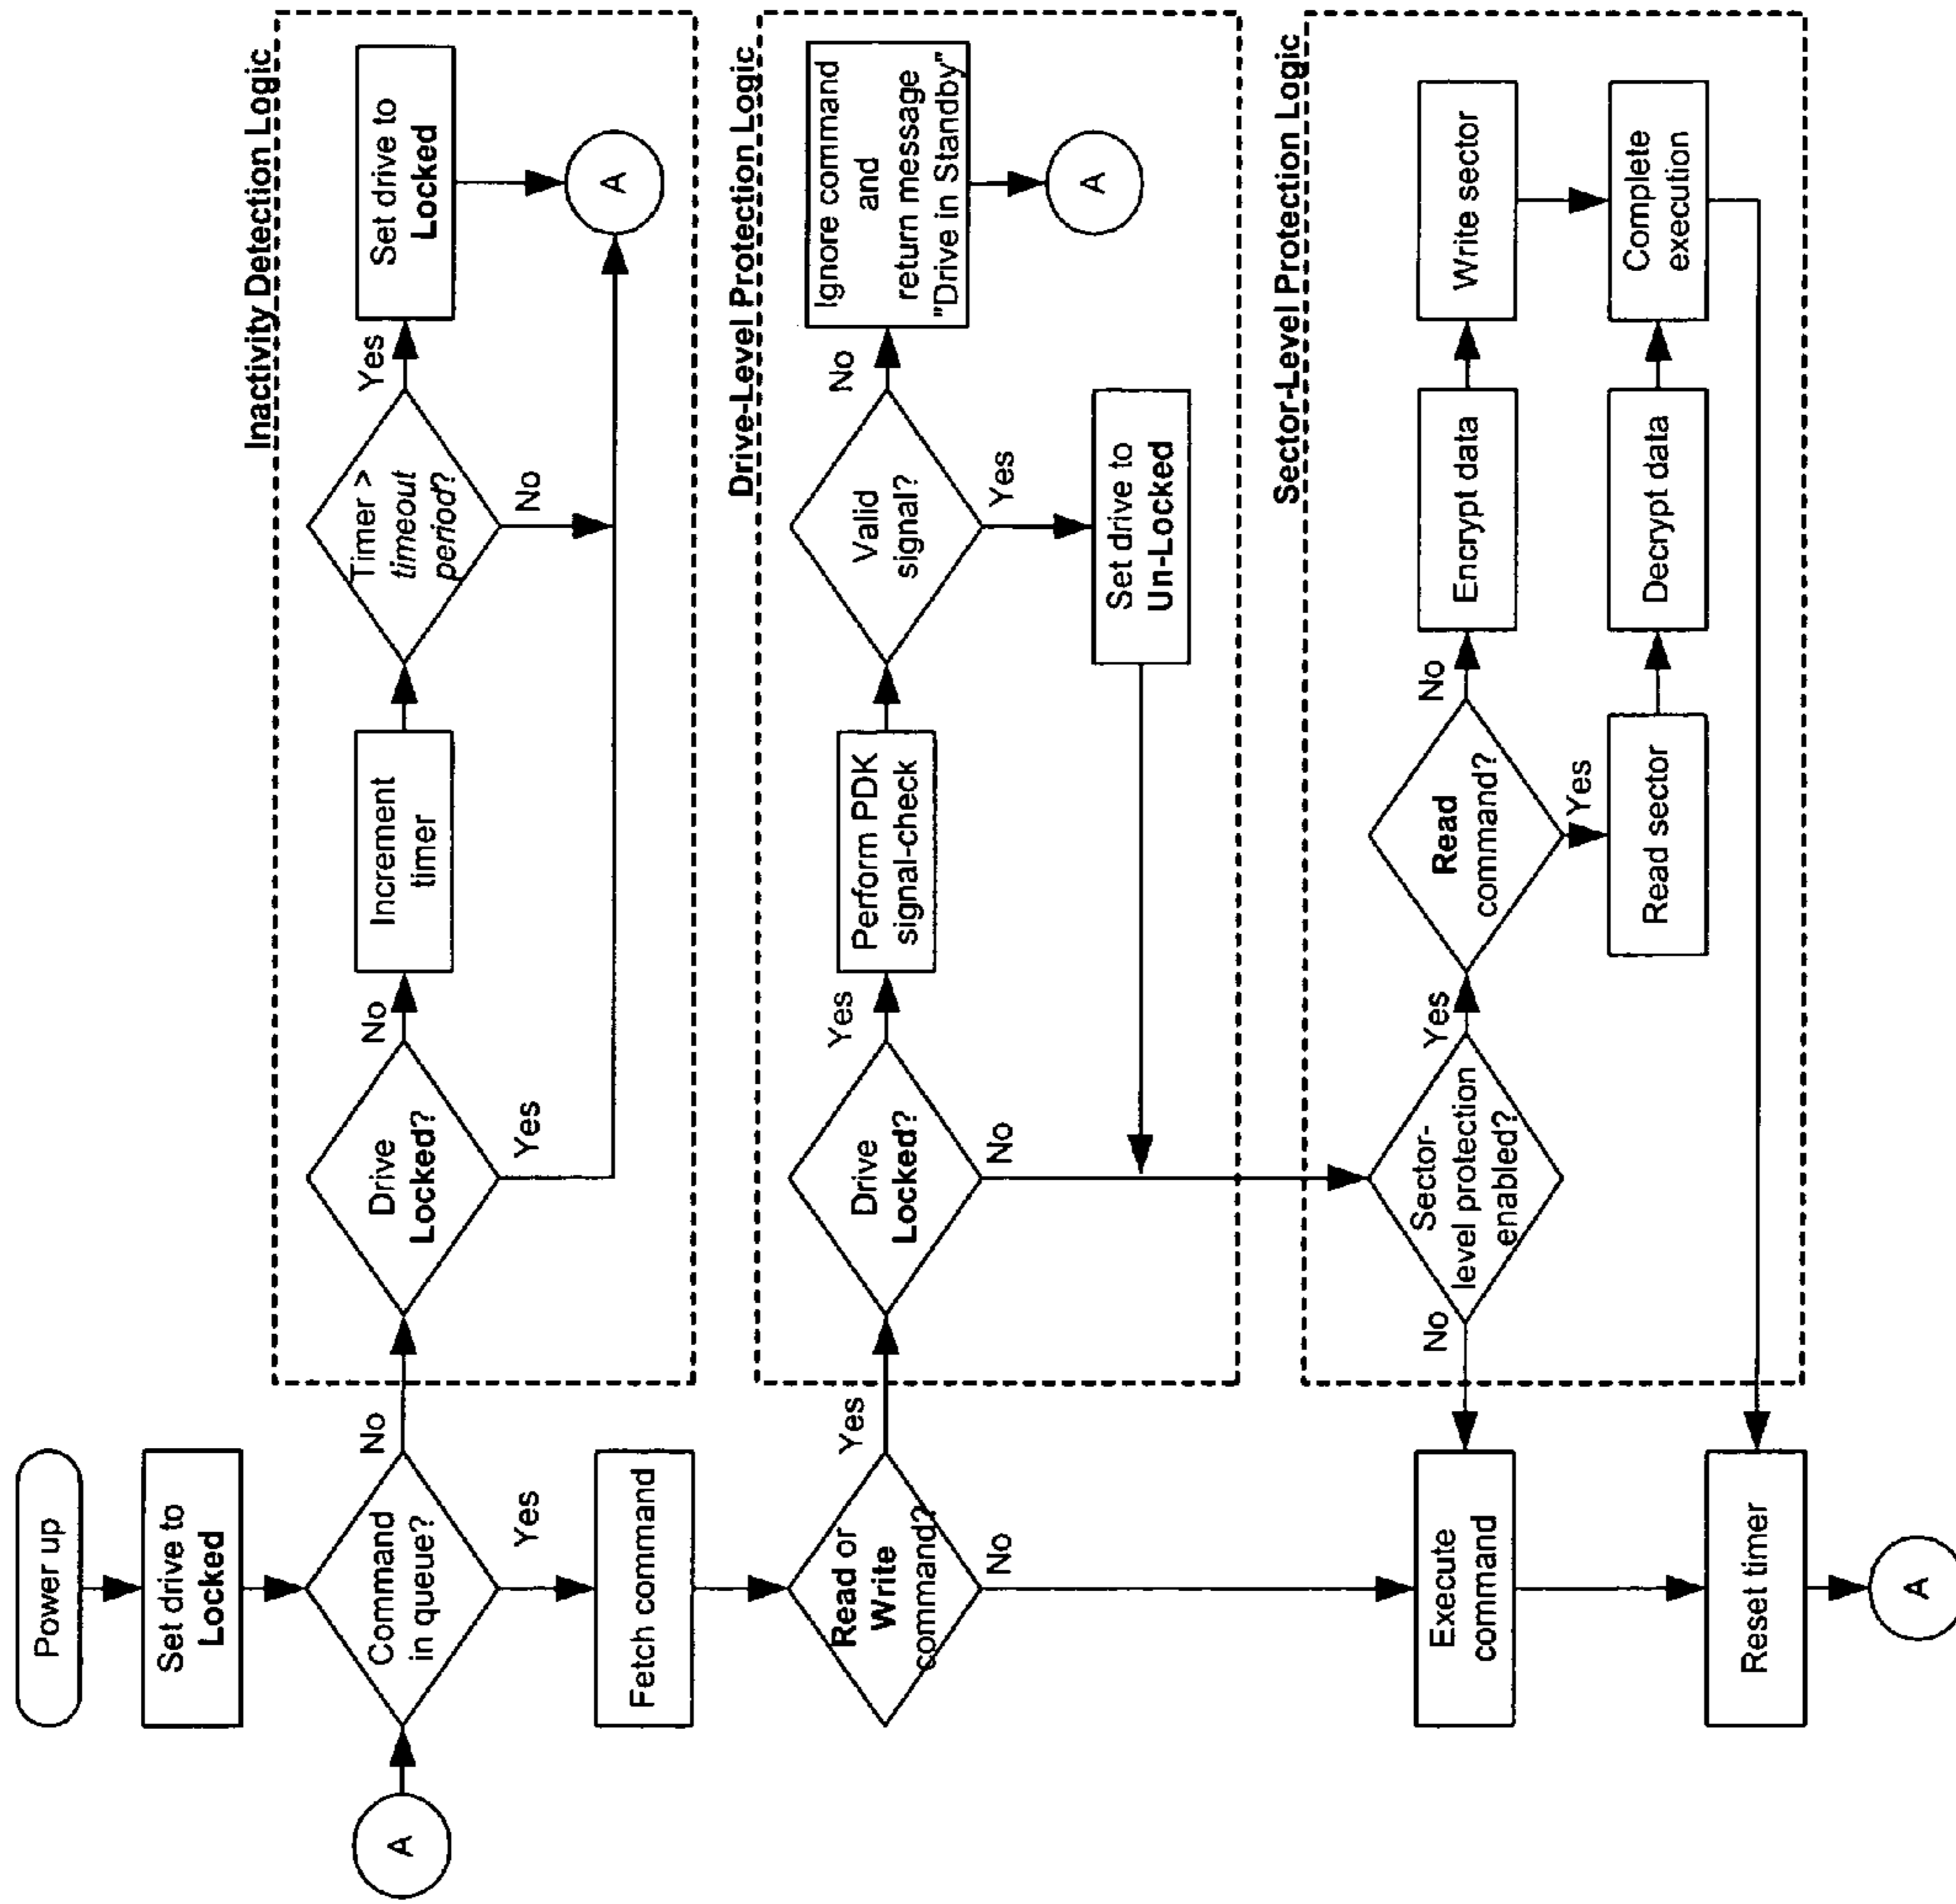 Power up
Set drive to
Locked
A
Command
in queue?
No
Yes
Inactivity Detection Logic
Drive
Locked?
No
Yes
Increment
timer
Timer >
timeout
period?
Yes
No
Set drive to
Locked
A
Fetch command
Read or
Write
command?
Yes
No
Drive-Level Protection Logic
Drive
Locked?
Yes
No
Perform PDK
signal-check
Valid
signal?
No
Yes
Ignore command
and
return message
"Drive in Standby"
A
Set drive to
Un-Locked
Sector-Level Protection Logic
Sector-
level protection
enabled?
No
Yes
Read
command?
No
Yes
Encrypt data
Write sector
Read sector
Decrypt data
Complete
execution
Execute
command
Reset timer
A